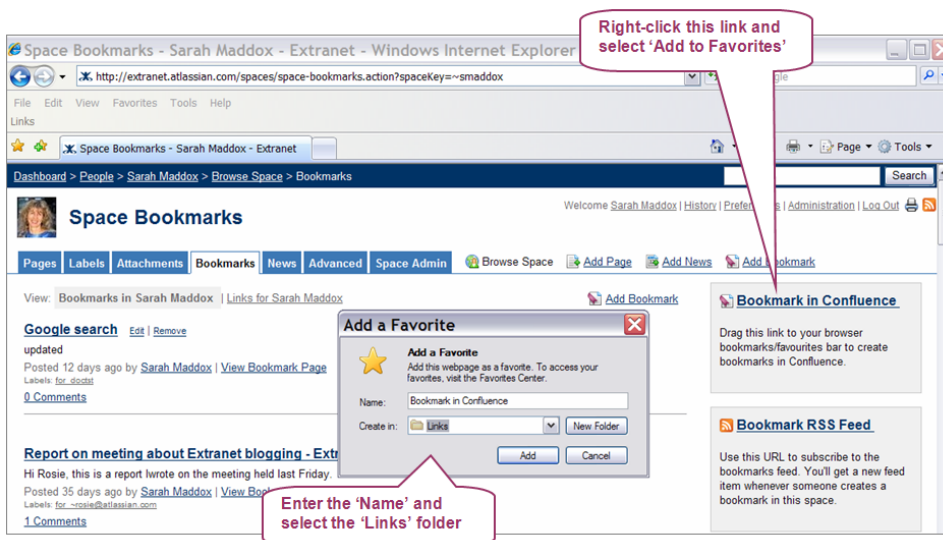 Right-click this link and
select ‘Add to Favorites’
Space Bookmarks - Sarah Maddox - Extranet - Windows Internet Explorer
http://extranet.atlassian.com/spaces/space-bookmarks.action?spaceKey=~smaddox
File Edit View Favorites Tools Help
Links
Space Bookmarks - Sarah Maddox - Extranet
Page Tools
Dashboard > People > Sarah Maddox > Browse Space > Bookmarks
Search
Space Bookmarks
Welcome Sarah Maddox | History | | Administration | Log Out
Pages Labels Attachments Bookmarks News Advanced Space Admin Browse Space Add Page Add News Add Bookmark
View: Bookmarks in Sarah Maddox | Links for Sarah Maddox
Add Bookmark
Google search Edit | Remove
updated
Posted 12 days ago by Sarah Maddox | View Bookmark Page
Labels: for_doctst
0 Comments
Report on meeting about Extranet blogging -
Hi Rosie, this is a report Iwrote on the meeting held last Friday.
Posted 35 days ago by Sarah Maddox | View
Labels: for_~rosie@atlassian.com
1 Comments
Add a Favorite
Add a Favorite
Add this webpage as a favorite. To access your
favorites, visit the Favorites Center.
Name: Bookmark in Confluence
Create in: Links New Folder
Add Cancel
Enter the ‘Name’ and
select the ‘Links’ folder
Bookmark in Confluence
Drag this link to your browser
bookmarks/favourites bar to create
bookmarks in Confluence.
Bookmark RSS Feed
Use this URL to subscribe to the
bookmarks feed. You'll get a new feed
item whenever someone creates a
bookmark in this space.